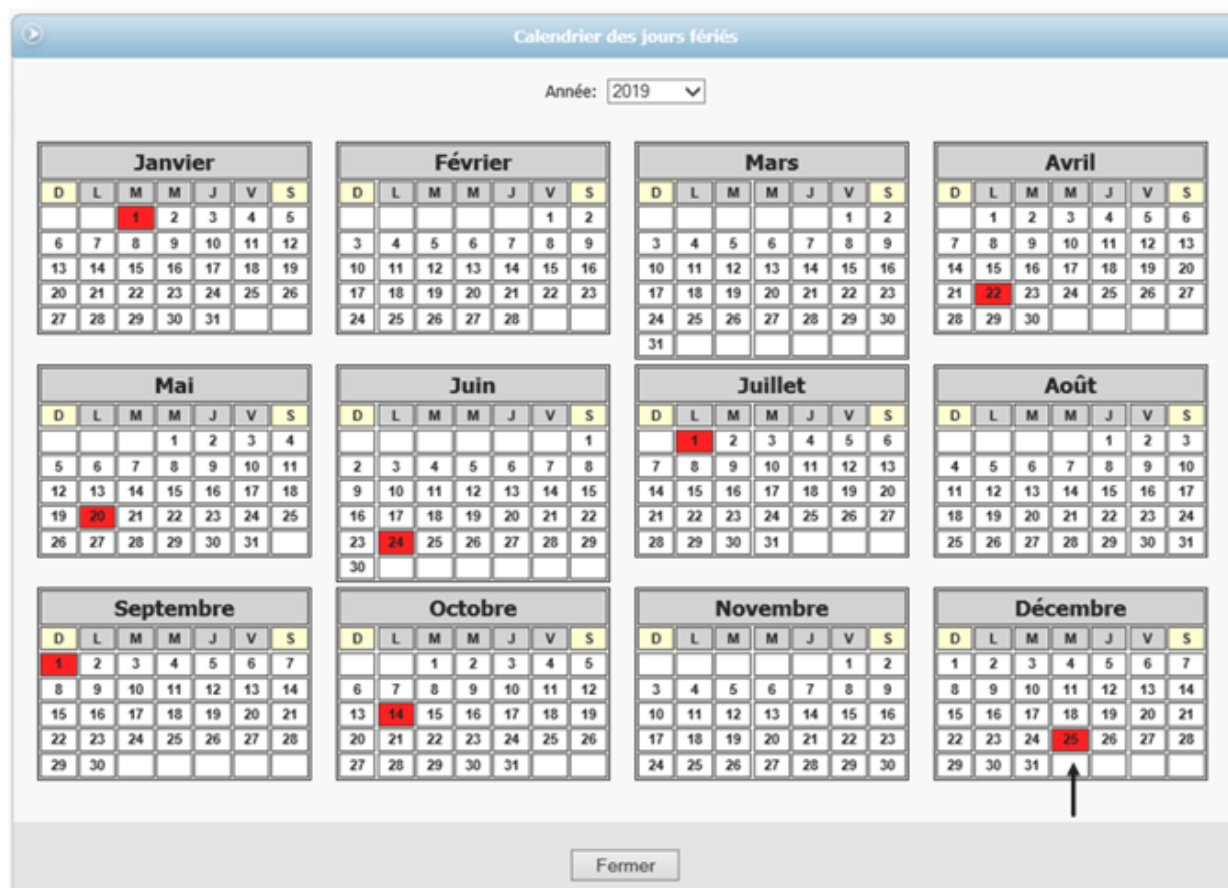 Calendrier des jours fériés
Année: 2019
Janvier Février Mars Avril
D L M M J V S D L M M J V S D L M M J V S D L M M J V S
1 2 3 4 5 1 2 1 2 1 2 3 4 5 6
6 7 8 9 10 11 12 3 4 5 6 7 8 9 3 4 5 6 7 8 9 7 8 9 10 11 12 13
13 14 15 16 17 18 19 10 11 12 13 14 15 16 10 11 12 13 14 15 16 14 15 16 17 18 19 20
20 21 22 23 24 25 26 17 18 19 20 21 22 23 17 18 19 20 21 22 23 21 22 23 24 25 26 27
27 28 29 30 31 24 25 26 27 28 24 25 26 27 28 29 30 28 29 30
31
Mai Juin Juillet Août
D L M M J V S D L M M J V S D L M M J V S D L M M J V S
1 2 3 4 1 1 2 3 4 5 6 1 2 3
5 6 7 8 9 10 11 2 3 4 5 6 7 8 7 8 9 10 11 12 13 4 5 6 7 8 9 10
12 13 14 15 16 17 18 9 10 11 12 13 14 15 14 15 16 17 18 19 20 11 12 13 14 15 16 17
19 20 21 22 23 24 25 16 17 18 19 20 21 22 21 22 23 24 25 26 27 18 19 20 21 22 23 24
26 27 28 29 30 31 23 24 25 26 27 28 29 28 29 30 31 25 26 27 28 29 30 31
30
Septembre Octobre Novembre Décembre
D L M M J V S D L M M J V S D L M M J V S D L M M J V S
1 2 3 4 5 6 7 1 2 3 4 5 1 2 1 2 3 4 5 6 7
8 9 10 11 12 13 14 6 7 8 9 10 11 12 3 4 5 6 7 8 9 8 9 10 11 12 13 14
15 16 17 18 19 20 21 13 14 15 16 17 18 19 10 11 12 13 14 15 16 15 16 17 18 19 20 21
22 23 24 25 26 27 28 20 21 22 23 24 25 26 17 18 19 20 21 22 23 22 23 24 25 26 27 28
29 30 27 28 29 30 31 24 25 26 27 28 29 30 29 30 31
Fermer